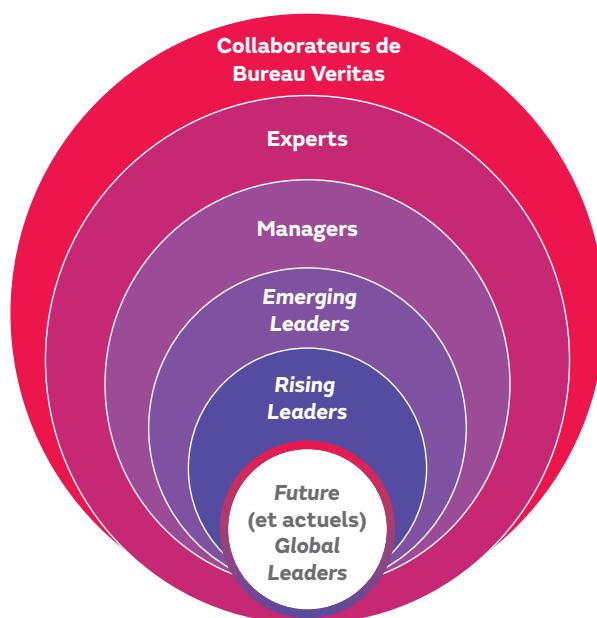 Collaborateurs de
Bureau Veritas
Experts
Managers
Emerging
Leaders
Rising
Leaders
Future
(et actuels)
Global
Leaders